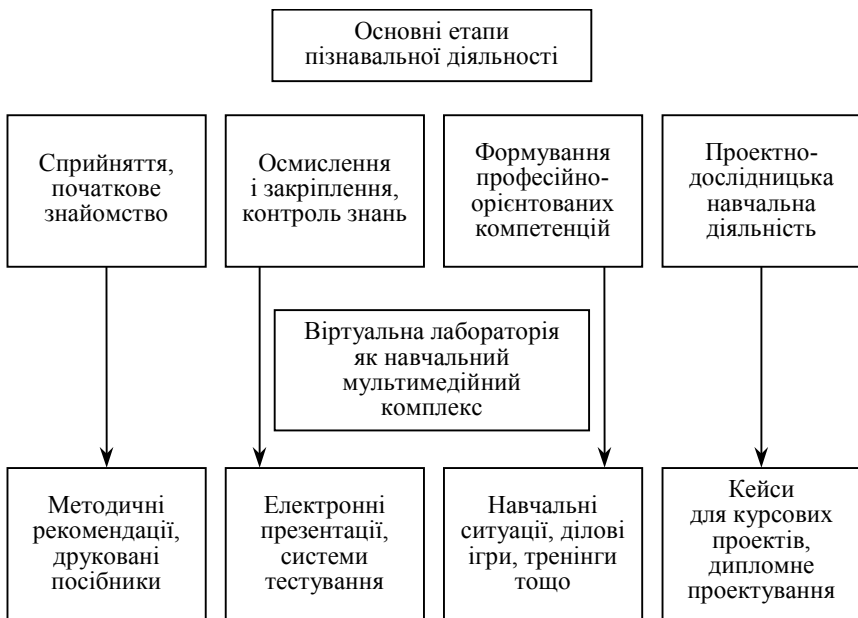 Основні етапи
пізнавальної діяльності
Сприйняття,
початкове
знайомство
Осмислення
і закріплення,
контроль знань
Формування
професійно-
орієнтованих
компетенцій
Проектно-
дослідницька
навчальна
діяльність
Віртуальна лабораторія
як навчальний
мультимедійний
комплекс
Методичні
рекомендації,
друковані
посібники
Електронні
презентації,
системи
тестування
Навчальні
ситуації, ділові
ігри, тренінги
тощо
Кейси
для курсових
проектів,
дипломне
проектування